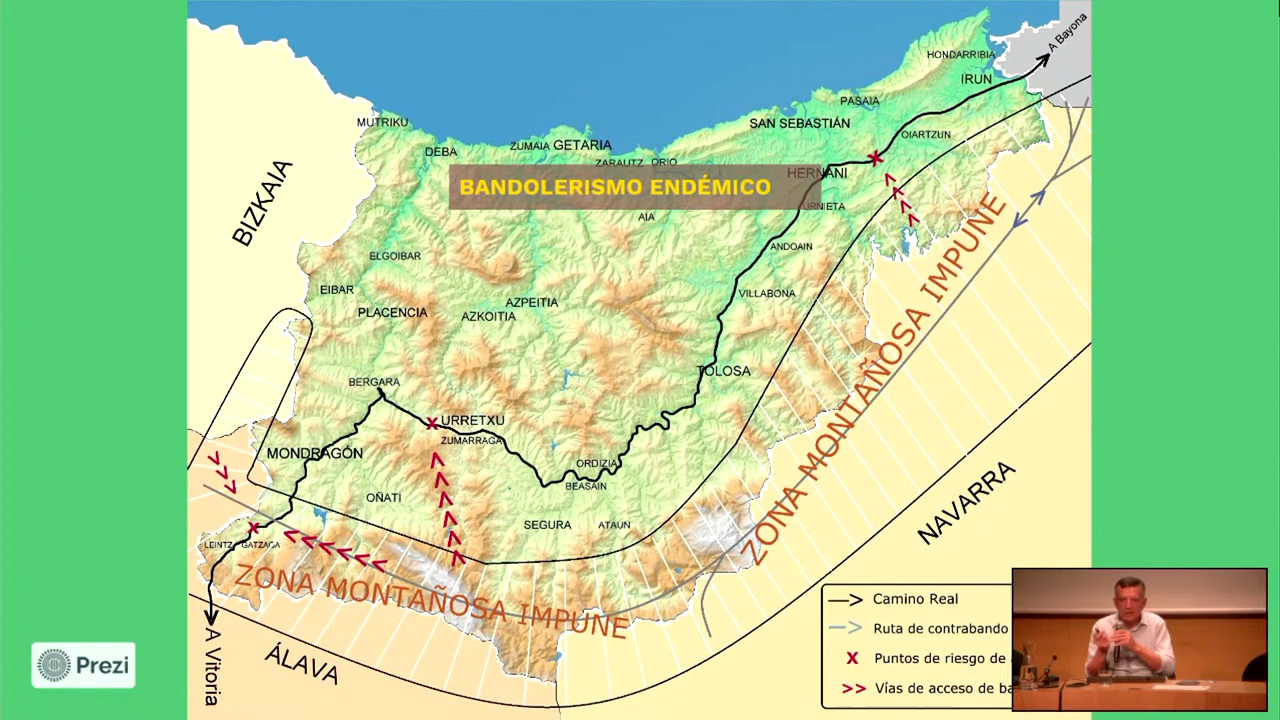 A Bayona
HONDARRIBIA
IRUN
PASAIA
MUTRIKU
SAN SEBASTIÁN
OIARTZUN
DEBA
ZUMAIA
GETARIA
ZARAUTZ
ORIO
BANDOLERISMO ENDÉMICO
HERNANI
BIZKAIA
URNIETA
AIA
ANDOAIN
ELGOIBAR
EIBAR
VILLABONA
AZPEITIA
PLACENCIA
AZKOITIA
TOLOSA
BERGARA
URRETXU
ZUMARRAGA
MONDRAGÓN
ORDIZIA
BEASAIN
OÑATI
SEGURA
ATAUN
LEINTZ GATZAGA
ZONA MONTAÑOSA IMPUNE
ZONA MONTAÑOSA IMPUNE
NAVARRA
ÁLAVA
A Vitoria
Camino Real
Ruta de contrabando
X Puntos de riesgo de
>> Vías de acceso de
Prezi